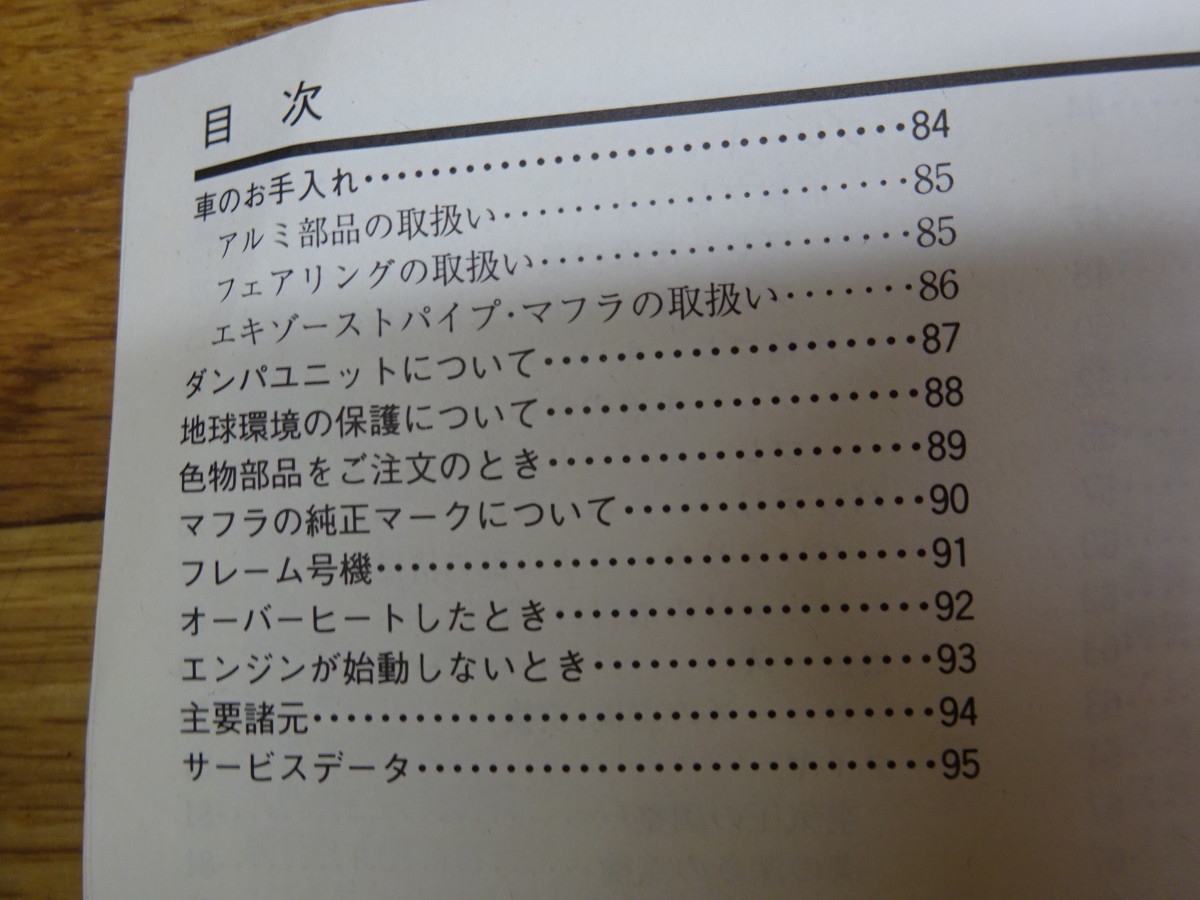 目 次
車のお手入れ・・・・・・・・・・・・・・・・・・・・・・・・・・・84
アルミ部品の取扱い・・・・・・・・・・・・・・・・・・85
フェアリングの取扱い・・・・・・・・・・・・・・・・85
エキゾーストパイプ・マフラの取扱い・・・・・・・86
ダンパユニットについて・・・・・・・・・・・・・・・・・・87
地球環境の保護について・・・・・・・・・・・・・・・・・・88
色物部品をご注文のとき・・・・・・・・・・・・・・・・・・89
マフラの純正マークについて・・・・・・・・・・・・・・90
フレーム号機・・・・・・・・・・・・・・・・・・・・・・・・・・91
オーバーヒートしたとき・・・・・・・・・・・・・・・・・・92
エンジンが始動しないとき・・・・・・・・・・・・・・・・93
主要諸元・・・・・・・・・・・・・・・・・・・・・・・・・・・・・・94
サービスデータ・・・・・・・・・・・・・・・・・・・・・・・・・95